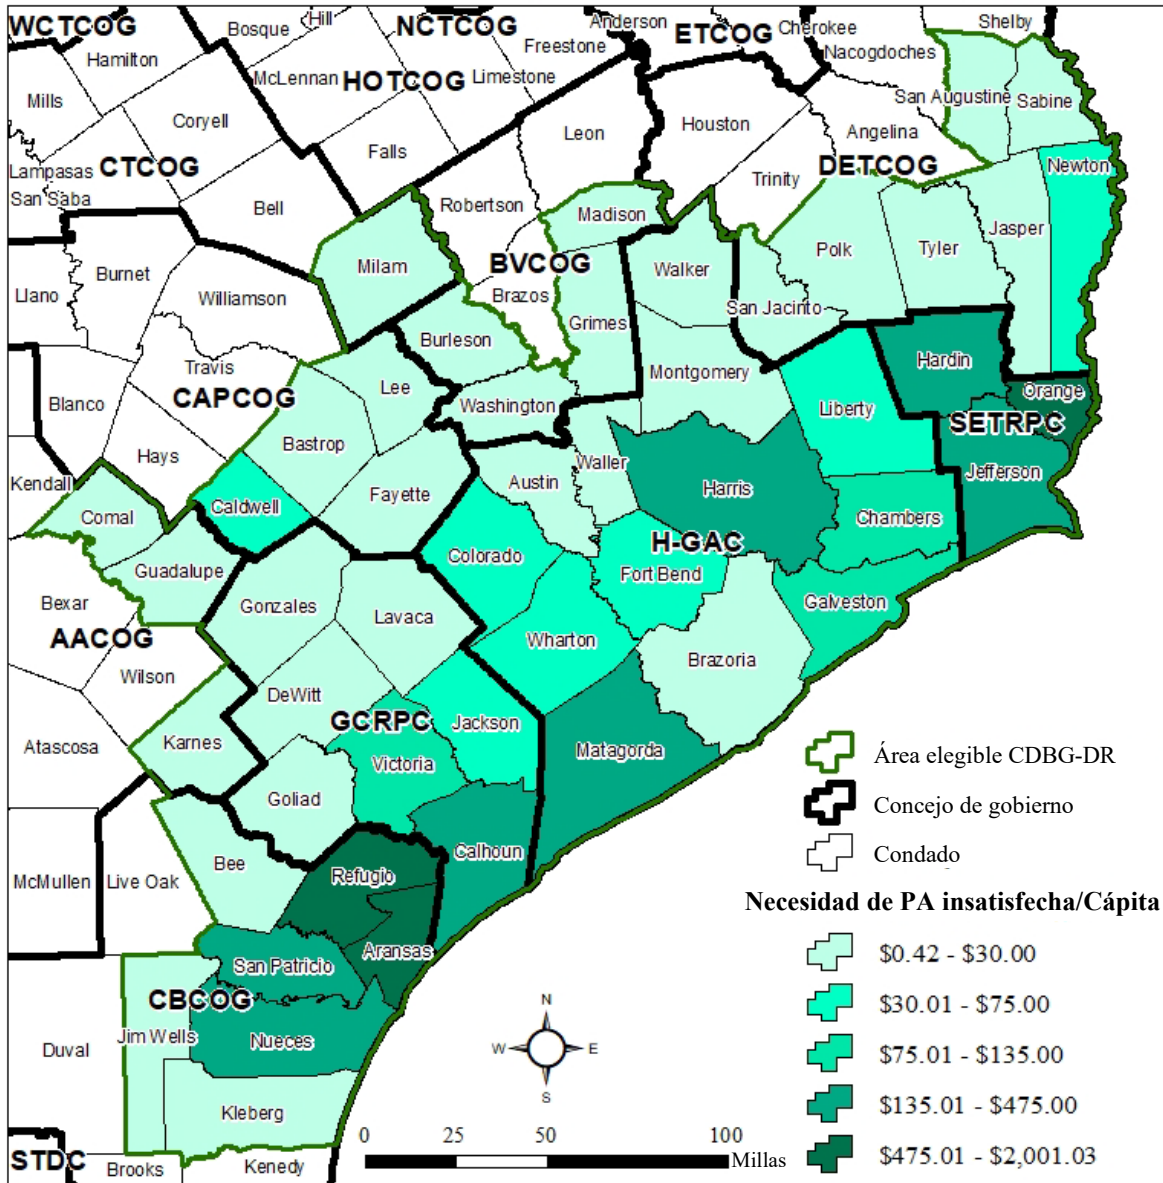 WCTCOG
Hamilton
Bosque
Hill
NCTCOG
Anderson
Freestone
ETCOG
Cherokee
Nacogdoches
Shelby
McLennan
HOTCOG
Limestone
Mills
Coryell
Leon
Houston
Angelina
San Augustine
Sabine
Lampasas
CTCOG
Falls
Trinity
DETCOG
Newton
San Saba
Bell
Robertson
Madison
Jasper
Burnet
Milam
BVCOG
Walker
Polk
Tyler
Llano
Williamson
Brazos
San Jacinto
Grimes
Burleson
Travis
Hardin
Lee
Montgomery
Orange
Blanco
CAPCOG
Washington
Liberty
SETRPC
Bastrop
Hays
Waller
Jefferson
Kendall
Fayette
Austin
Harris
Caldwell
Chambers
Comal
H-GAC
Colorado
Fort Bend
Guadalupe
Galveston
Bexar
Gonzales
Lavaca
AACOG
Wharton
Brazoria
Wilson
DeWitt
GCRPC
Jackson
Karnes
Atascosa
Victoria
Matagorda
Goliad
Calhoun
Bee
Refugio
McMullen
Live Oak
Aransas
San Patricio
CBCOG
Jim Wells
Nueces
Duval
Kleberg
STDC
Brooks
Kenedy
Área elegible CDBG-DR
Concejo de gobierno
Condado
Necesidad de PA insatisfecha/Cápita
$0.42 - $30.00
$30.01 - $75.00
$75.01 - $135.00
$135.01 - $475.00
$475.01 - $2,001.03
N
W
E
S
0 25 50 100
Millas